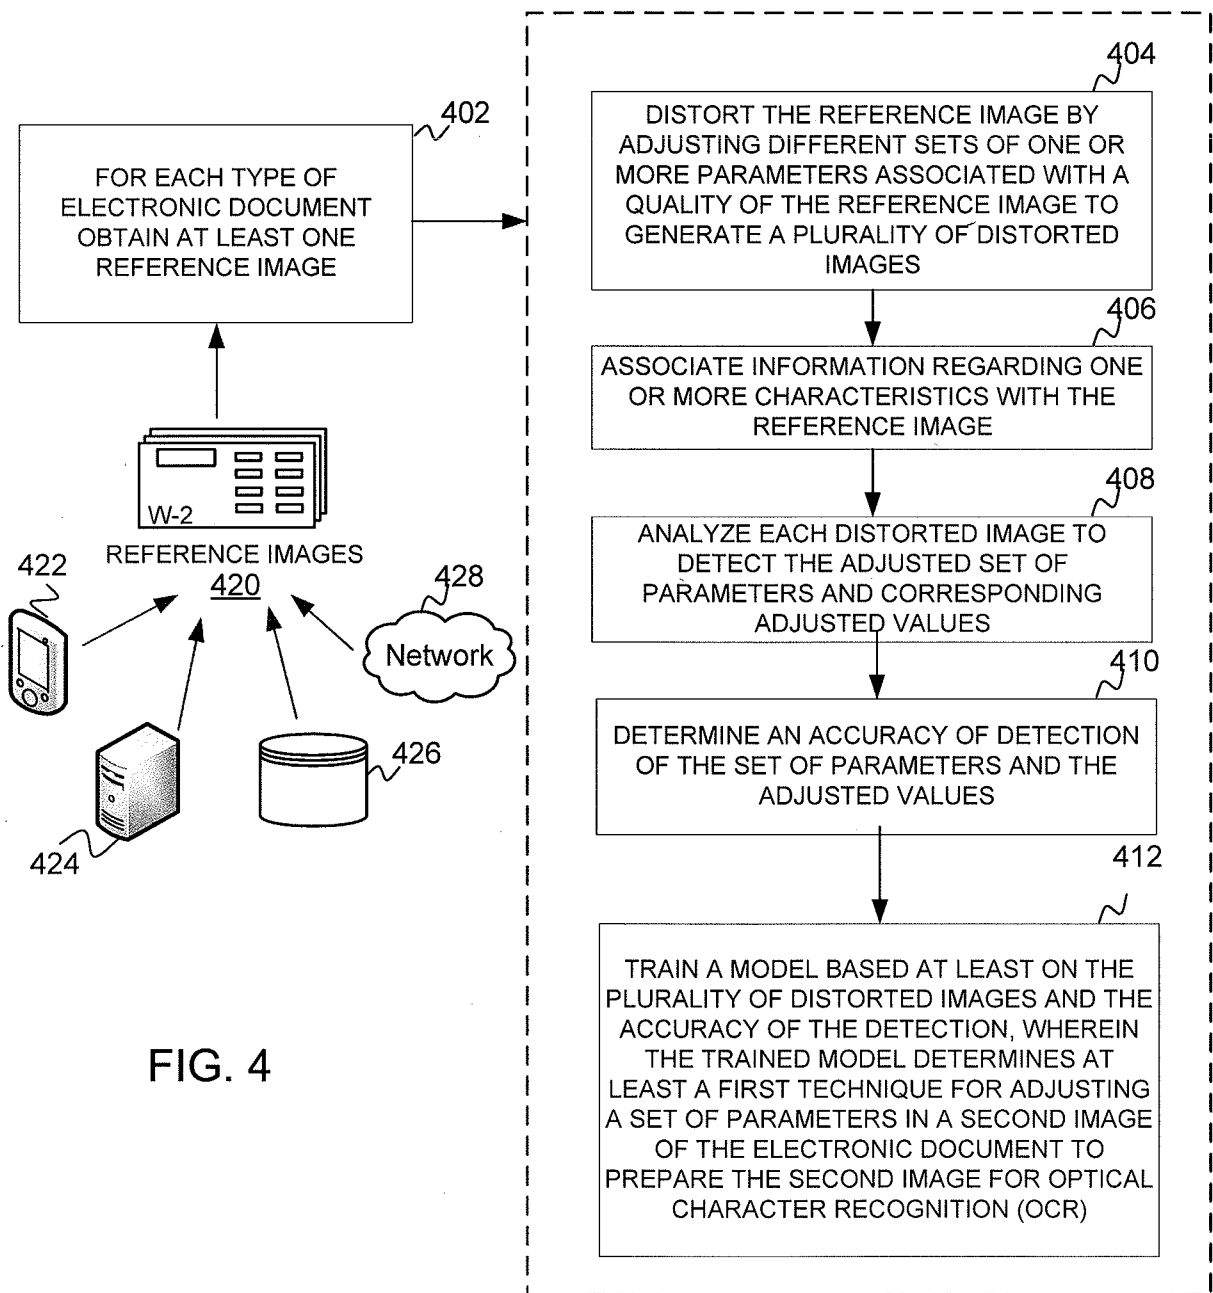 402
FOR EACH TYPE OF
ELECTRONIC DOCUMENT
OBTAIN AT LEAST ONE
REFERENCE IMAGE
W-2
REFERENCE IMAGES
420
422
424
426
428
Network
FIG. 4
404
DISTORT THE REFERENCE IMAGE BY
ADJUSTING DIFFERENT SETS OF ONE OR
MORE PARAMETERS ASSOCIATED WITH A
QUALITY OF THE REFERENCE IMAGE TO
GENERATE A PLURALITY OF DISTORTED
IMAGES
406
ASSOCIATE INFORMATION REGARDING ONE
OR MORE CHARACTERISTICS WITH THE
REFERENCE IMAGE
408
ANALYZE EACH DISTORTED IMAGE TO
DETECT THE ADJUSTED SET OF
PARAMETERS AND CORRESPONDING
ADJUSTED VALUES
410
DETERMINE AN ACCURACY OF DETECTION
OF THE SET OF PARAMETERS AND THE
ADJUSTED VALUES
412
TRAIN A MODEL BASED AT LEAST ON THE
PLURALITY OF DISTORTED IMAGES AND THE
ACCURACY OF THE DETECTION, WHEREIN
THE TRAINED MODEL DETERMINES AT
LEAST A FIRST TECHNIQUE FOR ADJUSTING
A SET OF PARAMETERS IN A SECOND IMAGE
OF THE ELECTRONIC DOCUMENT TO
PREPARE THE SECOND IMAGE FOR OPTICAL
CHARACTER RECOGNITION (OCR)